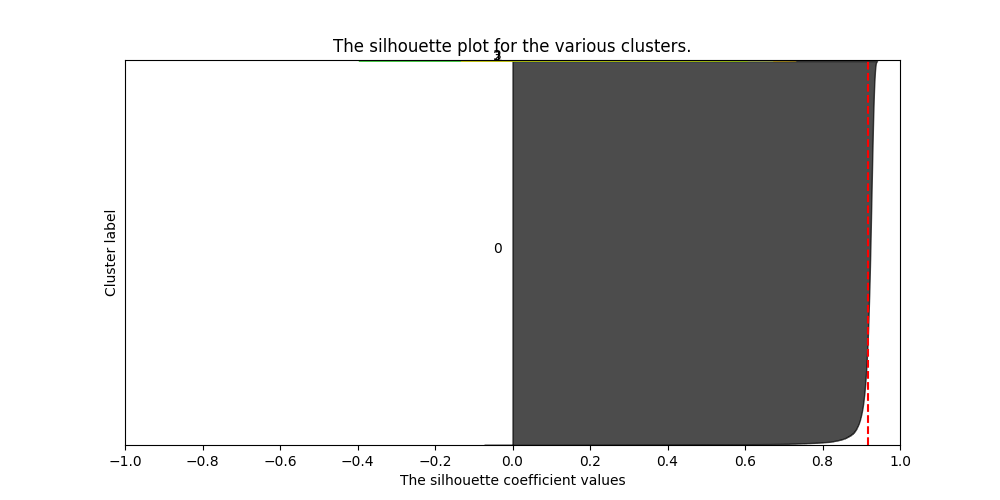 The silhouette plot for the various clusters.
0
Cluster label
−1.0 −0.8 −0.6 −0.4 −0.2 0.0 0.2 0.4 0.6 0.8 1.0
The silhouette coefficient values